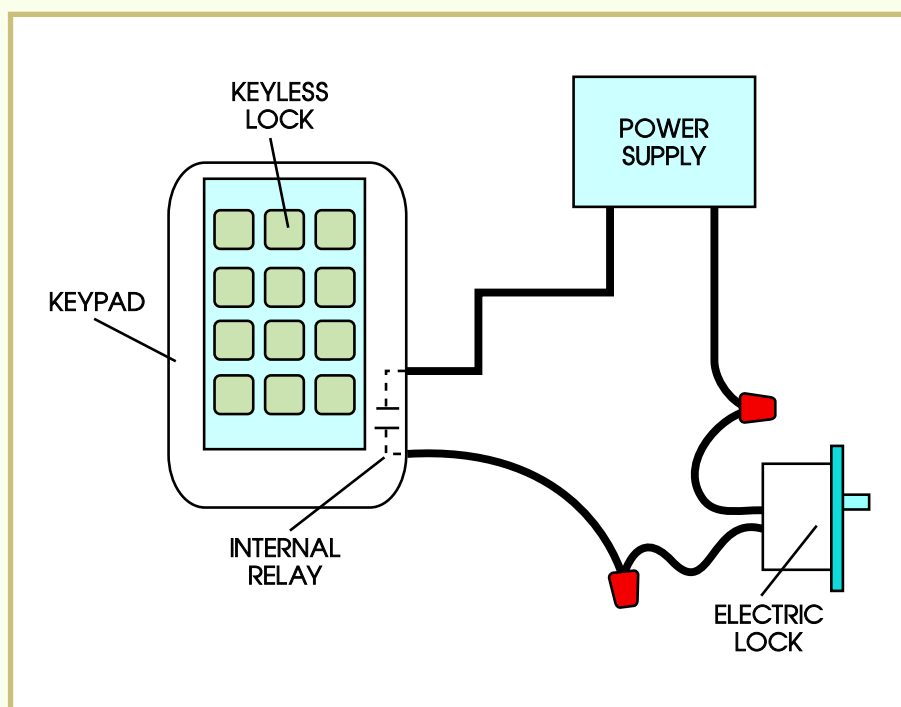 KEYLESS
LOCK
POWER
SUPPLY
KEYPAD
INTERNAL
RELAY
ELECTRIC
LOCK